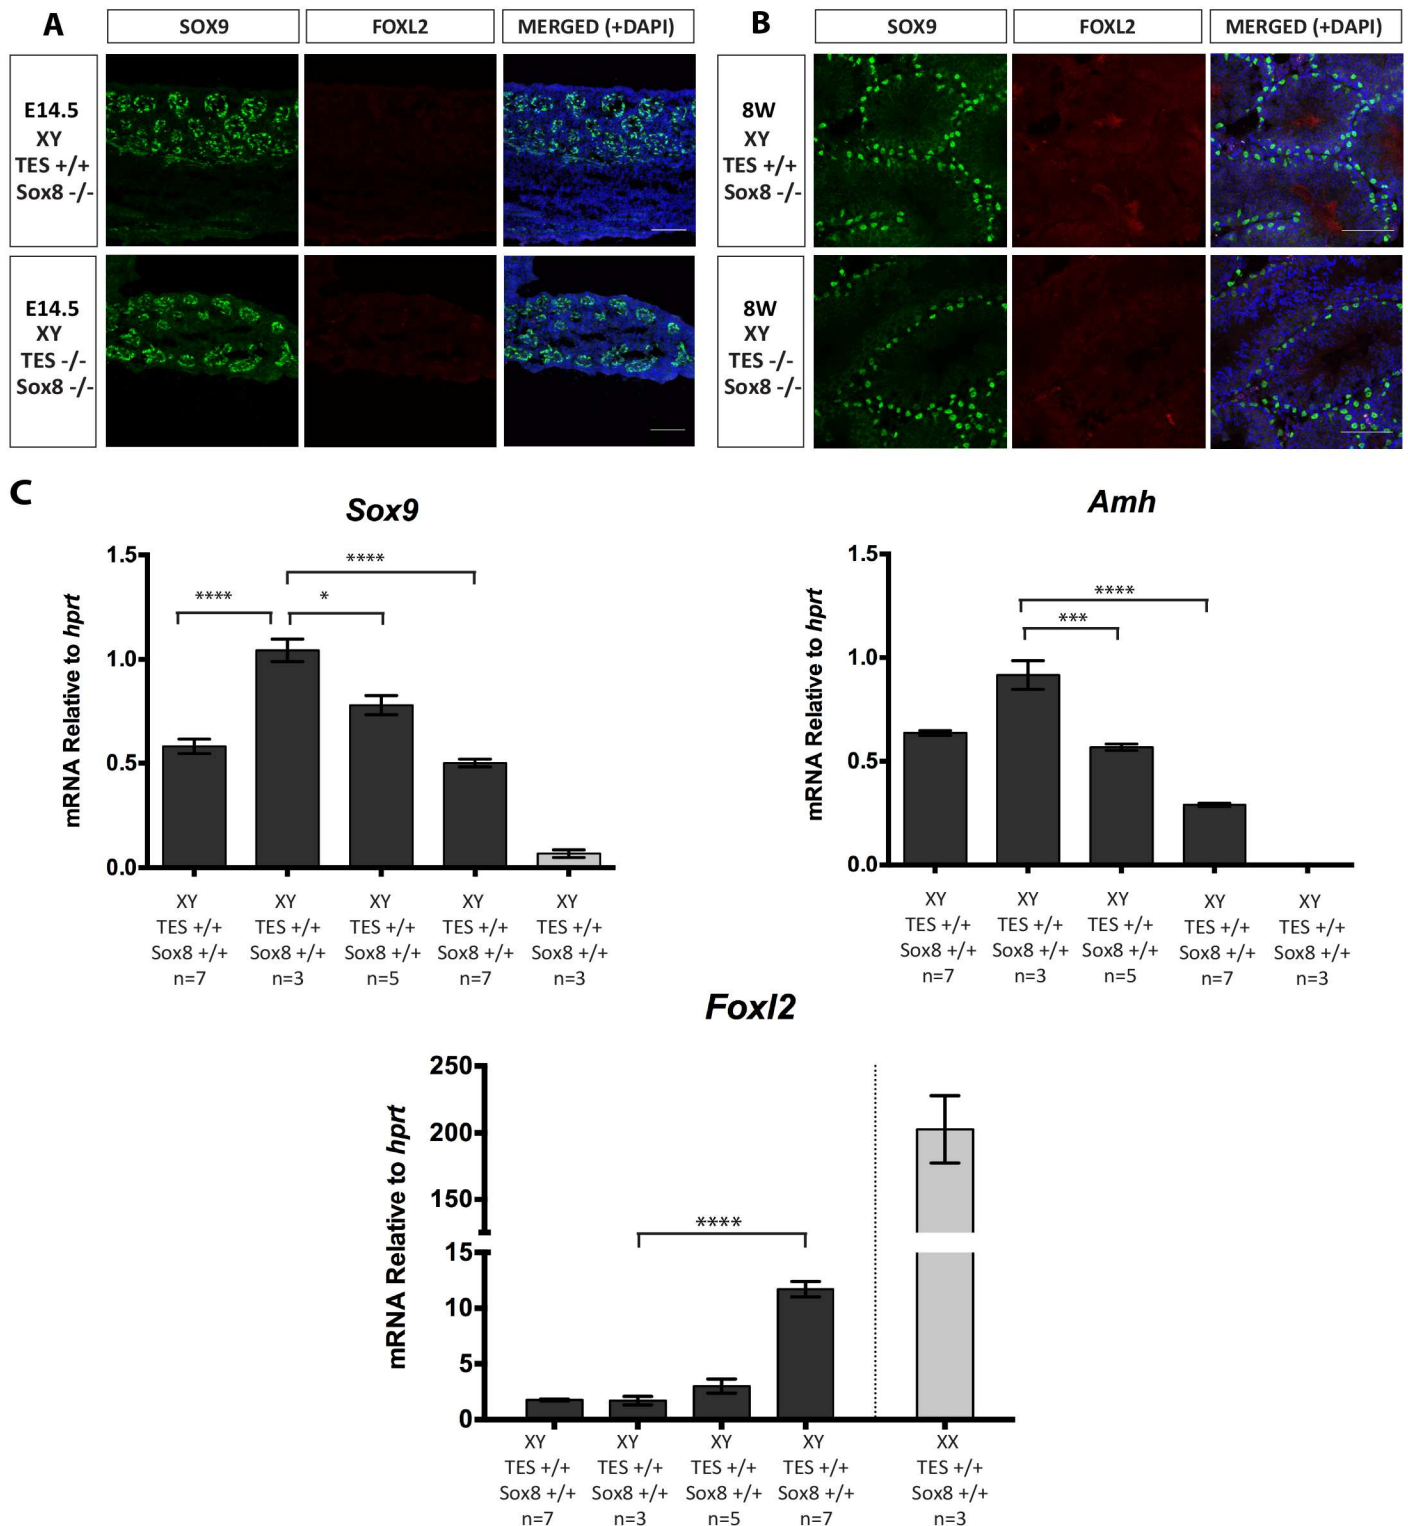 A
SOX9
FOXL2
MERGED (+DAPI)
E14.5
XY
TES +/+
Sox8 -/-
E14.5
XY
TES -/-
Sox8 -/-
B
SOX9
FOXL2
MERGED (+DAPI)
8W
XY
TES +/+
Sox8 -/-
8W
XY
TES -/-
Sox8 -/-
C
Sox9
mRNA Relative to hprt
1.5
1.0
0.5
0.0
****
****
*
XY XY XY XY XY
TES +/+ TES +/+ TES +/+ TES +/+ TES +/+
Sox8 +/+ Sox8 +/+ Sox8 +/+ Sox8 +/+ Sox8 +/+
n=7 n=3 n=5 n=7 n=3
Amh
mRNA Relative to hprt
1.5
1.0
0.5
0.0
****
***
XY XY XY XY XY
TES +/+ TES +/+ TES +/+ TES +/+ TES +/+
Sox8 +/+ Sox8 +/+ Sox8 +/+ Sox8 +/+ Sox8 +/+
n=7 n=3 n=5 n=7 n=3
Foxl2
mRNA Relative to hprt
250
200
150
15
10
5
0
****
XY XY XY XY XX
TES +/+ TES +/+ TES +/+ TES +/+ TES +/+
Sox8 +/+ Sox8 +/+ Sox8 +/+ Sox8 +/+ Sox8 +/+
n=7 n=3 n=5 n=7 n=3